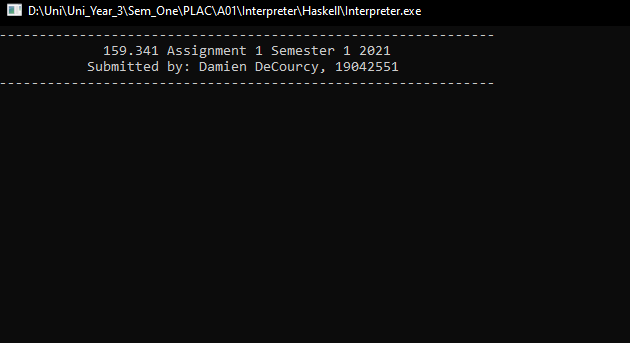 D:\Uni\Uni_Year_3\Sem_One\PLAC\A01\Interpreter\Haskell\Interpreter.exe
--------------------------------------------------------------
159.341 Assignment 1 Semester 1 2021
Submitted by: Damien DeCourcy, 19042551
--------------------------------------------------------------